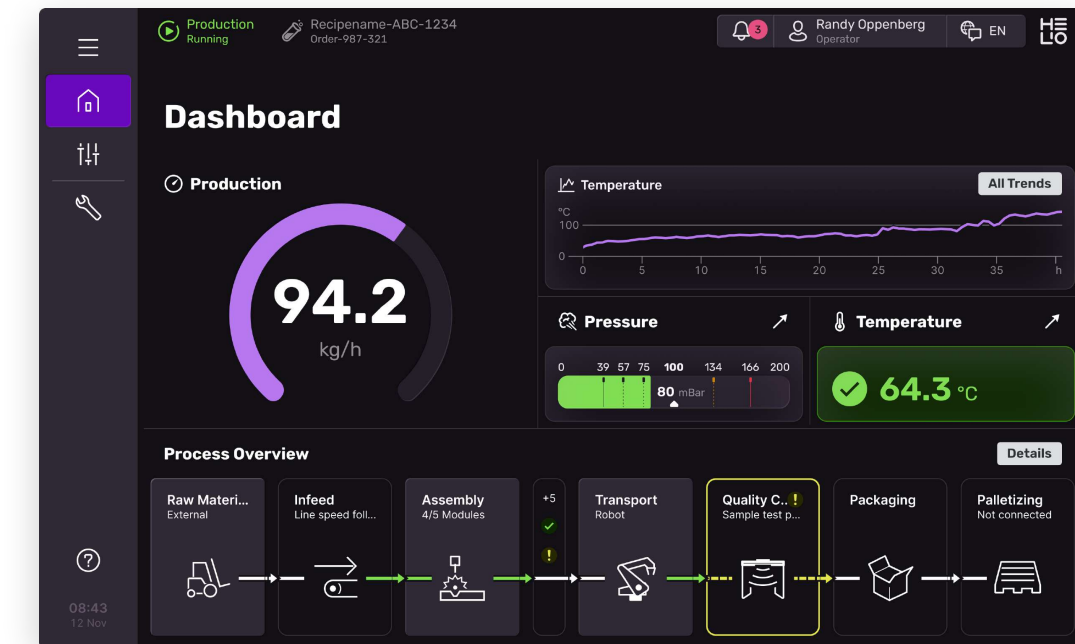 Production
Running
Recipename-ABC-1234
Order-987-321
3
Randy Oppenberg
Operator
EN
HELIO
Dashboard
Production
94.2
kg/h
Temperature
All Trends
°C
100
0
0 5 10 15 20 25 30 35 h
Pressure
0 39 57 75 100 134 166 200
80 mBar
Temperature
64.3 °C
Process Overview
Details
Raw Materi...
External
Infeed
Line speed foll...
Assembly
4/5 Modules
+5
!
Transport
Robot
Quality C.. !
Sample test p...
Packaging
Palletizing
Not connected
?
08:43
12 Nov